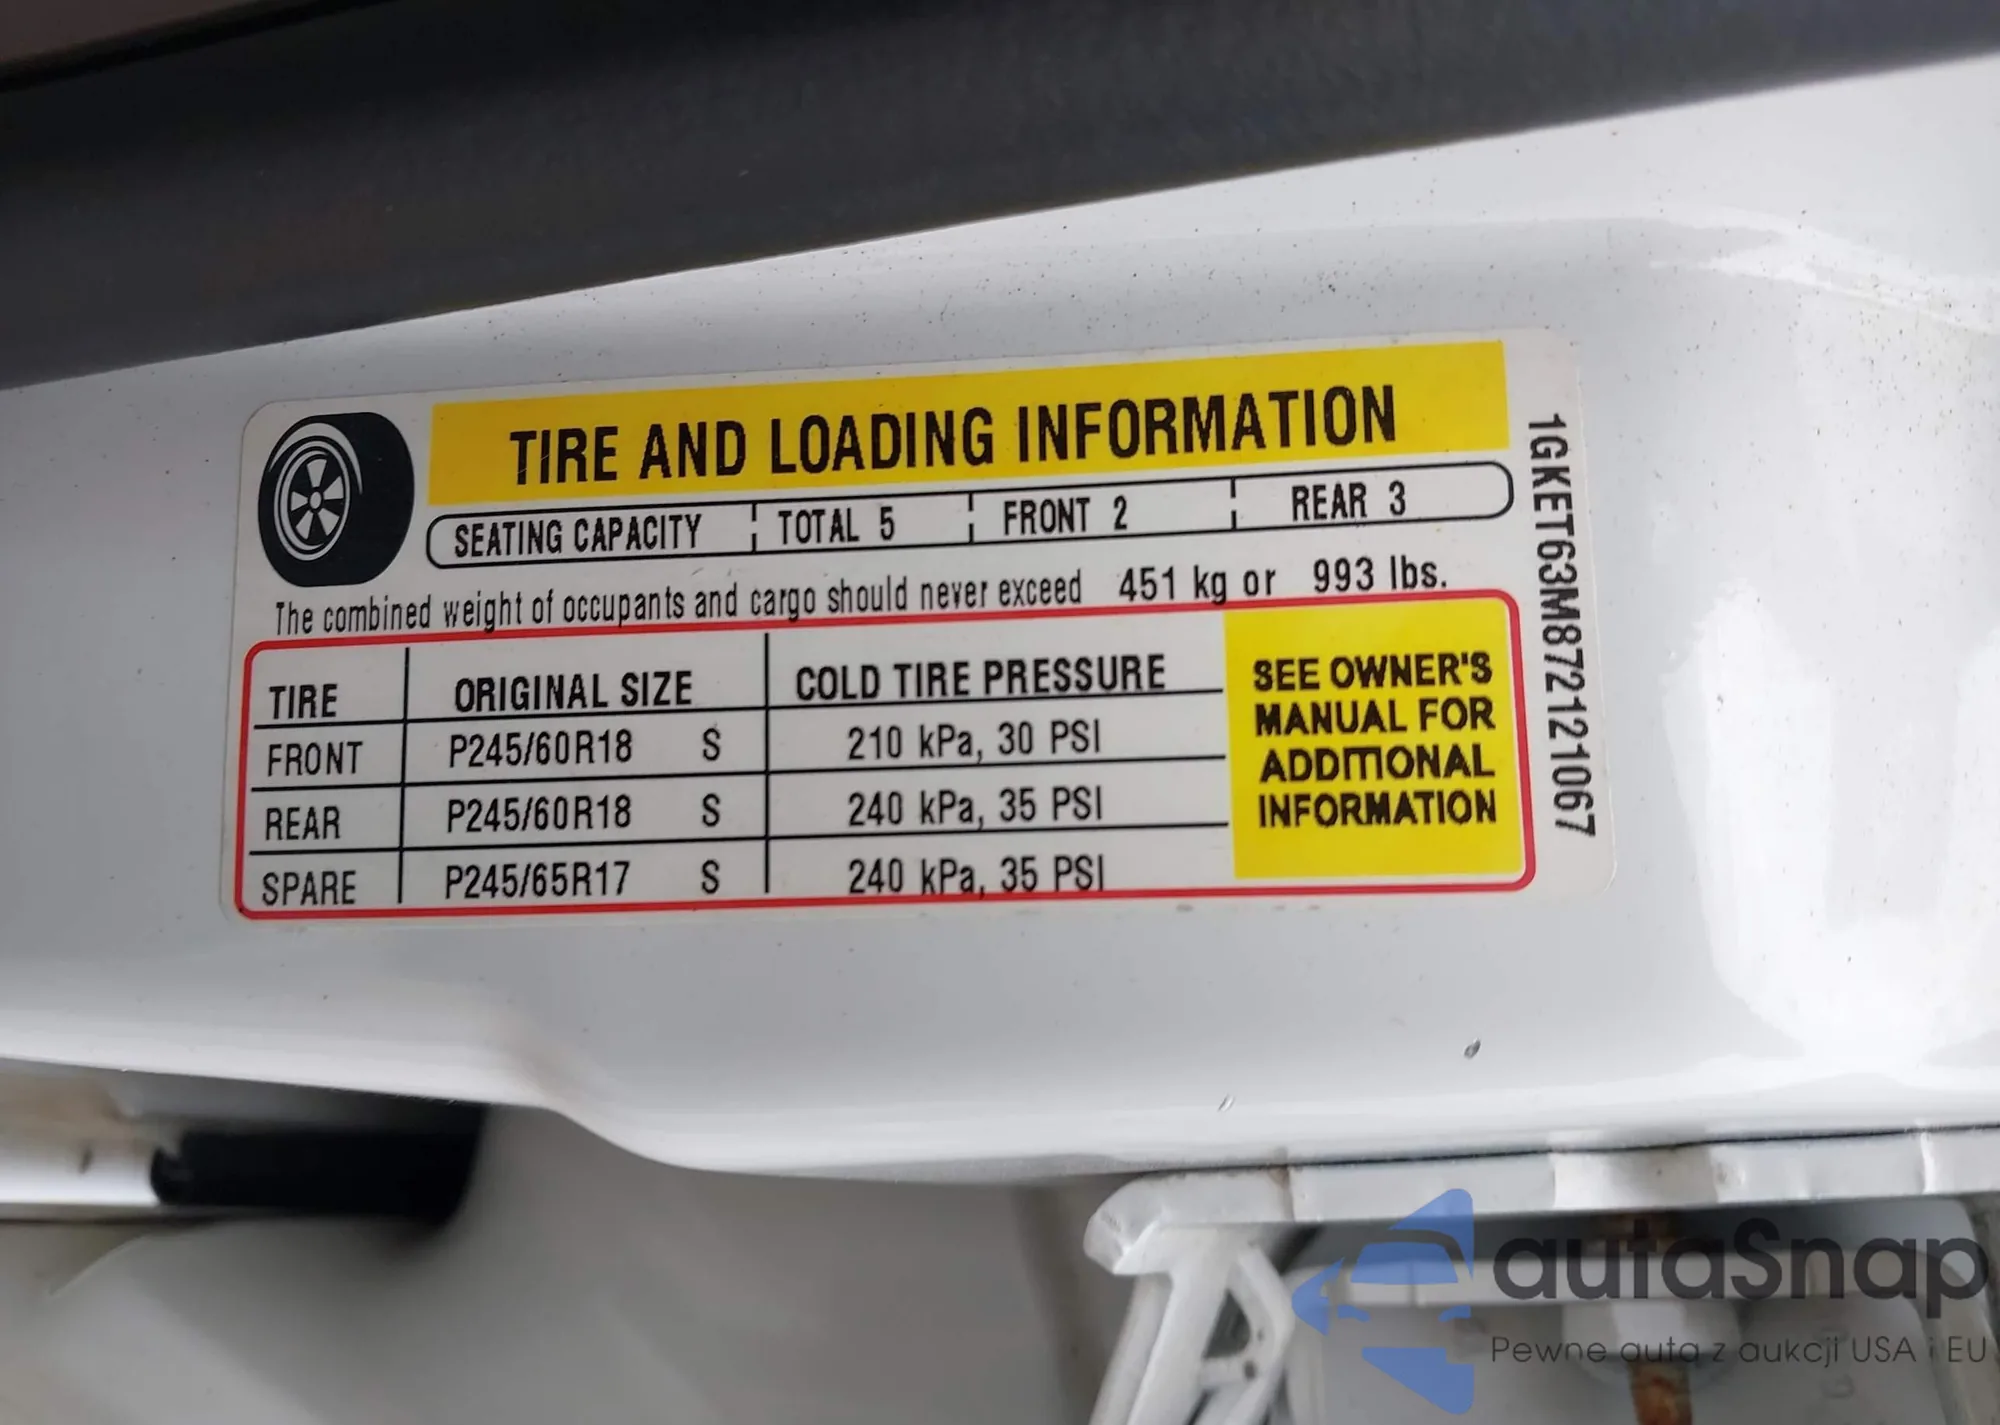 TIRE AND LOADING INFORMATION
SEATING CAPACITY TOTAL 5 FRONT 2 REAR 3
The combined weight of occupants and cargo should never exceed 451 kg or 993 lbs.
TIRE ORIGINAL SIZE COLD TIRE PRESSURE
FRONT P245/60R18 S 210 kPa, 30 PSI
REAR P245/60R18 S 240 kPa, 35 PSI
SPARE P245/65R17 S 240 kPa, 35 PSI
SEE OWNER'S
MANUAL FOR
ADDITIONAL
INFORMATION
1GKET63M872121067
autaSnap
Pewne auta z aukcji USA i EU